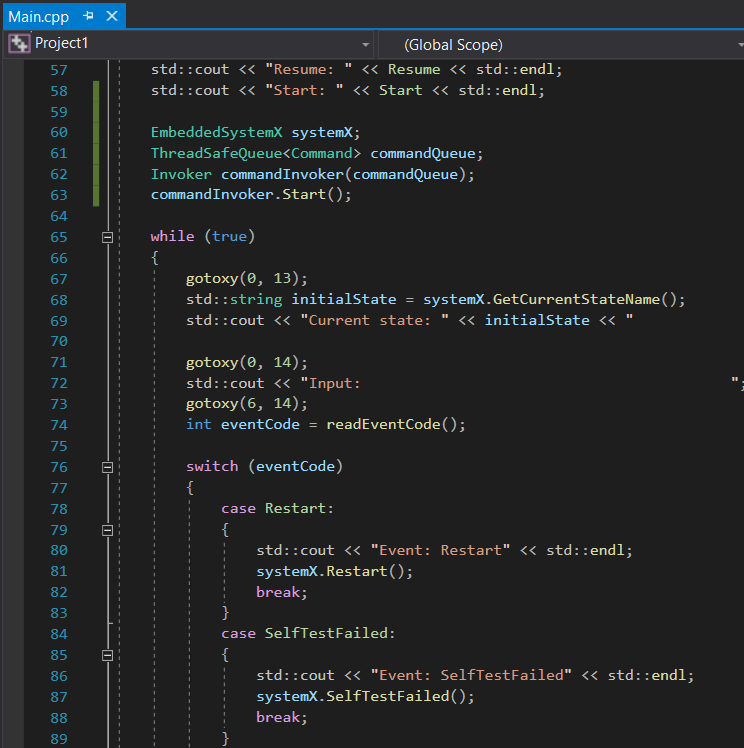 Main.cpp
Project1 (Global Scope)
57 std::cout << "Resume: " << Resume << std::endl;
58 std::cout << "Start: " << Start << std::endl;
59
60 EmbeddedSystemX systemX;
61 ThreadSafeQueue<Command> commandQueue;
62 Invoker commandInvoker(commandQueue);
63 commandInvoker.Start();
64
65 while (true)
66 {
67 gotoxy(0, 13);
68 std::string initialState = systemX.GetCurrentStateName();
69 std::cout << "Current state: " << initialState << "
70
71 gotoxy(0, 14);
72 std::cout << "Input:                                          ";
73 gotoxy(6, 14);
74 int eventCode = readEventCode();
75
76 switch (eventCode)
77 {
78 case Restart:
79 {
80 std::cout << "Event: Restart" << std::endl;
81 systemX.Restart();
82 break;
83 }
84 case SelfTestFailed:
85 {
86 std::cout << "Event: SelfTestFailed" << std::endl;
87 systemX.SelfTestFailed();
88 break;
89 }